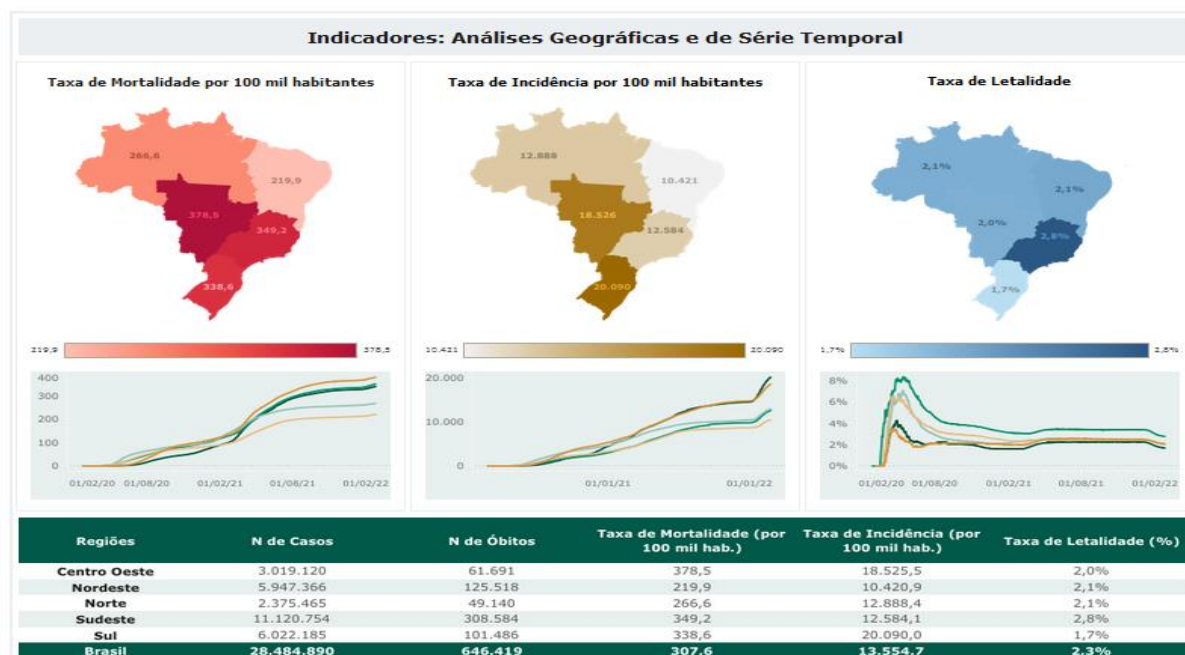 Indicadores: Análises Geográficas e de Série Temporal
Taxa de Mortalidade por 100 mil habitantes
Taxa de Incidência por 100 mil habitantes
Taxa de Letalidade
266,6
219,9
378,5
349,2
338,6
12.888
10.421
18.526
12.584
20.090
2,1%
2,1%
2,0%
2,8%
1,7%
219,9 378,5
10.421 20.090
1,7% 2,8%
400
300
200
100
0
01/02/20 01/08/20 01/02/21 01/08/21 01/02/22
20.000
10.000
0
01/01/21 01/01/22
8%
6%
4%
2%
0%
01/02/20 01/08/20 01/02/21 01/08/21 01/02/22
Regiões N de Casos N de Óbitos Taxa de Mortalidade (por 100 mil hab.) Taxa de Incidência (por 100 mil hab.) Taxa de Letalidade (%)
Centro Oeste 3.019.120 61.691 378,5 18.525,5 2,0%
Nordeste 5.947.366 125.518 219,9 10.420,9 2,1%
Norte 2.375.465 49.140 266,6 12.888,4 2,1%
Sudeste 11.120.754 308.584 349,2 12.584,1 2,8%
Sul 6.022.185 101.486 338,6 20.090,0 1,7%
Brasil 28.484.890 646.419 307,6 13.554,7 2,3%